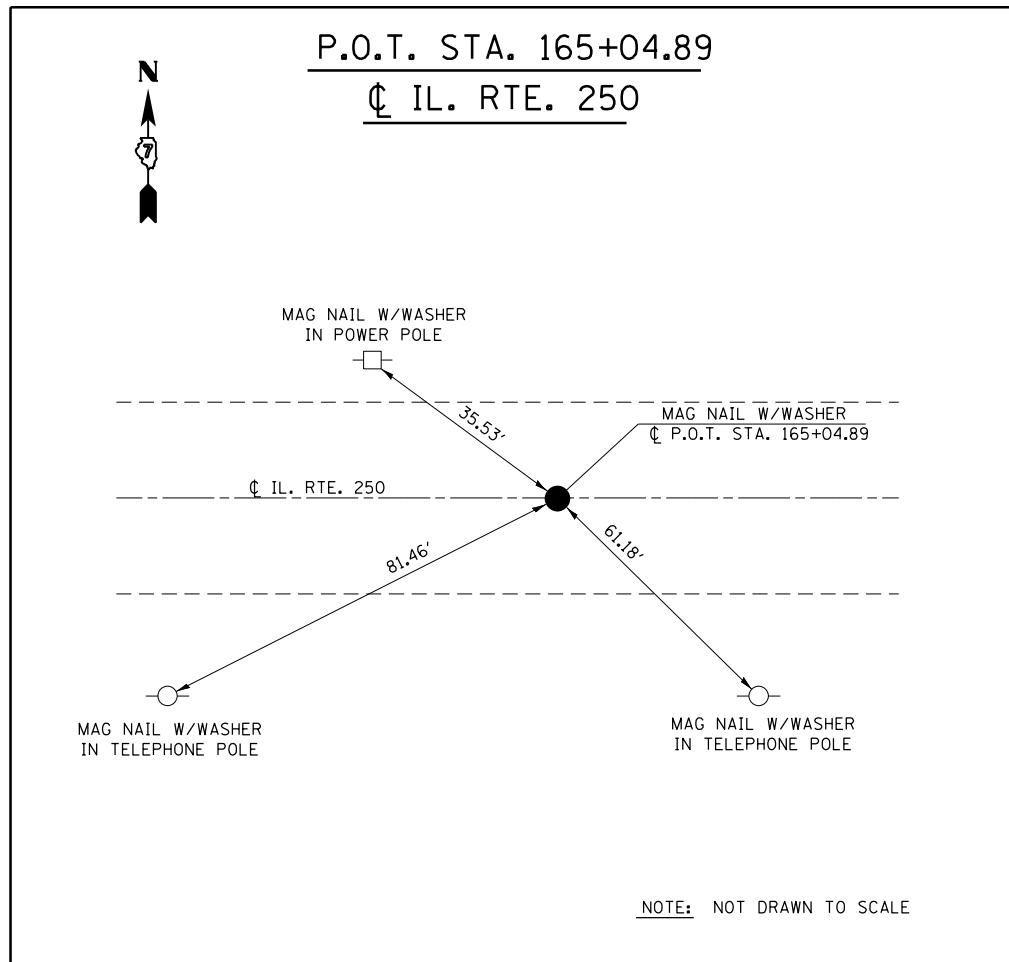 P.O.T. STA. 165+04.89
℄ IL. RTE. 250
N
7
MAG NAIL W/WASHER
IN POWER POLE
35.53'
MAG NAIL W/WASHER
℄ P.O.T. STA. 165+04.89
℄ IL. RTE. 250
81.46'
61.18'
MAG NAIL W/WASHER
IN TELEPHONE POLE
MAG NAIL W/WASHER
IN TELEPHONE POLE
NOTE: NOT DRAWN TO SCALE